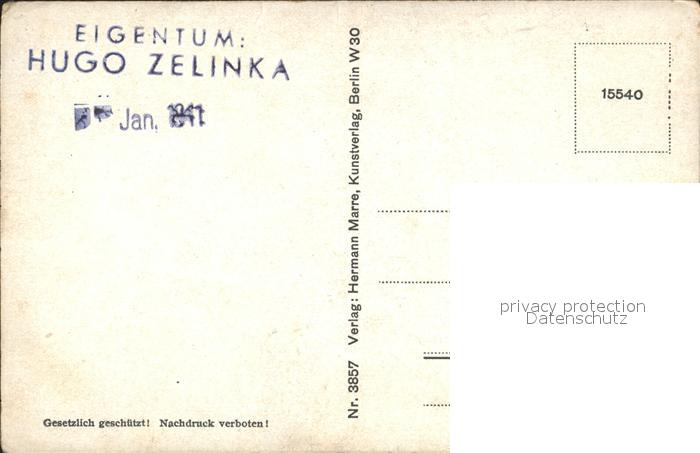 EIGENTUM:
HUGO ZELINKA
Jan.
Nr. 3857 Verlag: Hermann Marre, Kunstverlag, Berlin W 30
15540
privacy protection
Datenschutz
Gesetzlich geschützt! Nachdruck verboten!